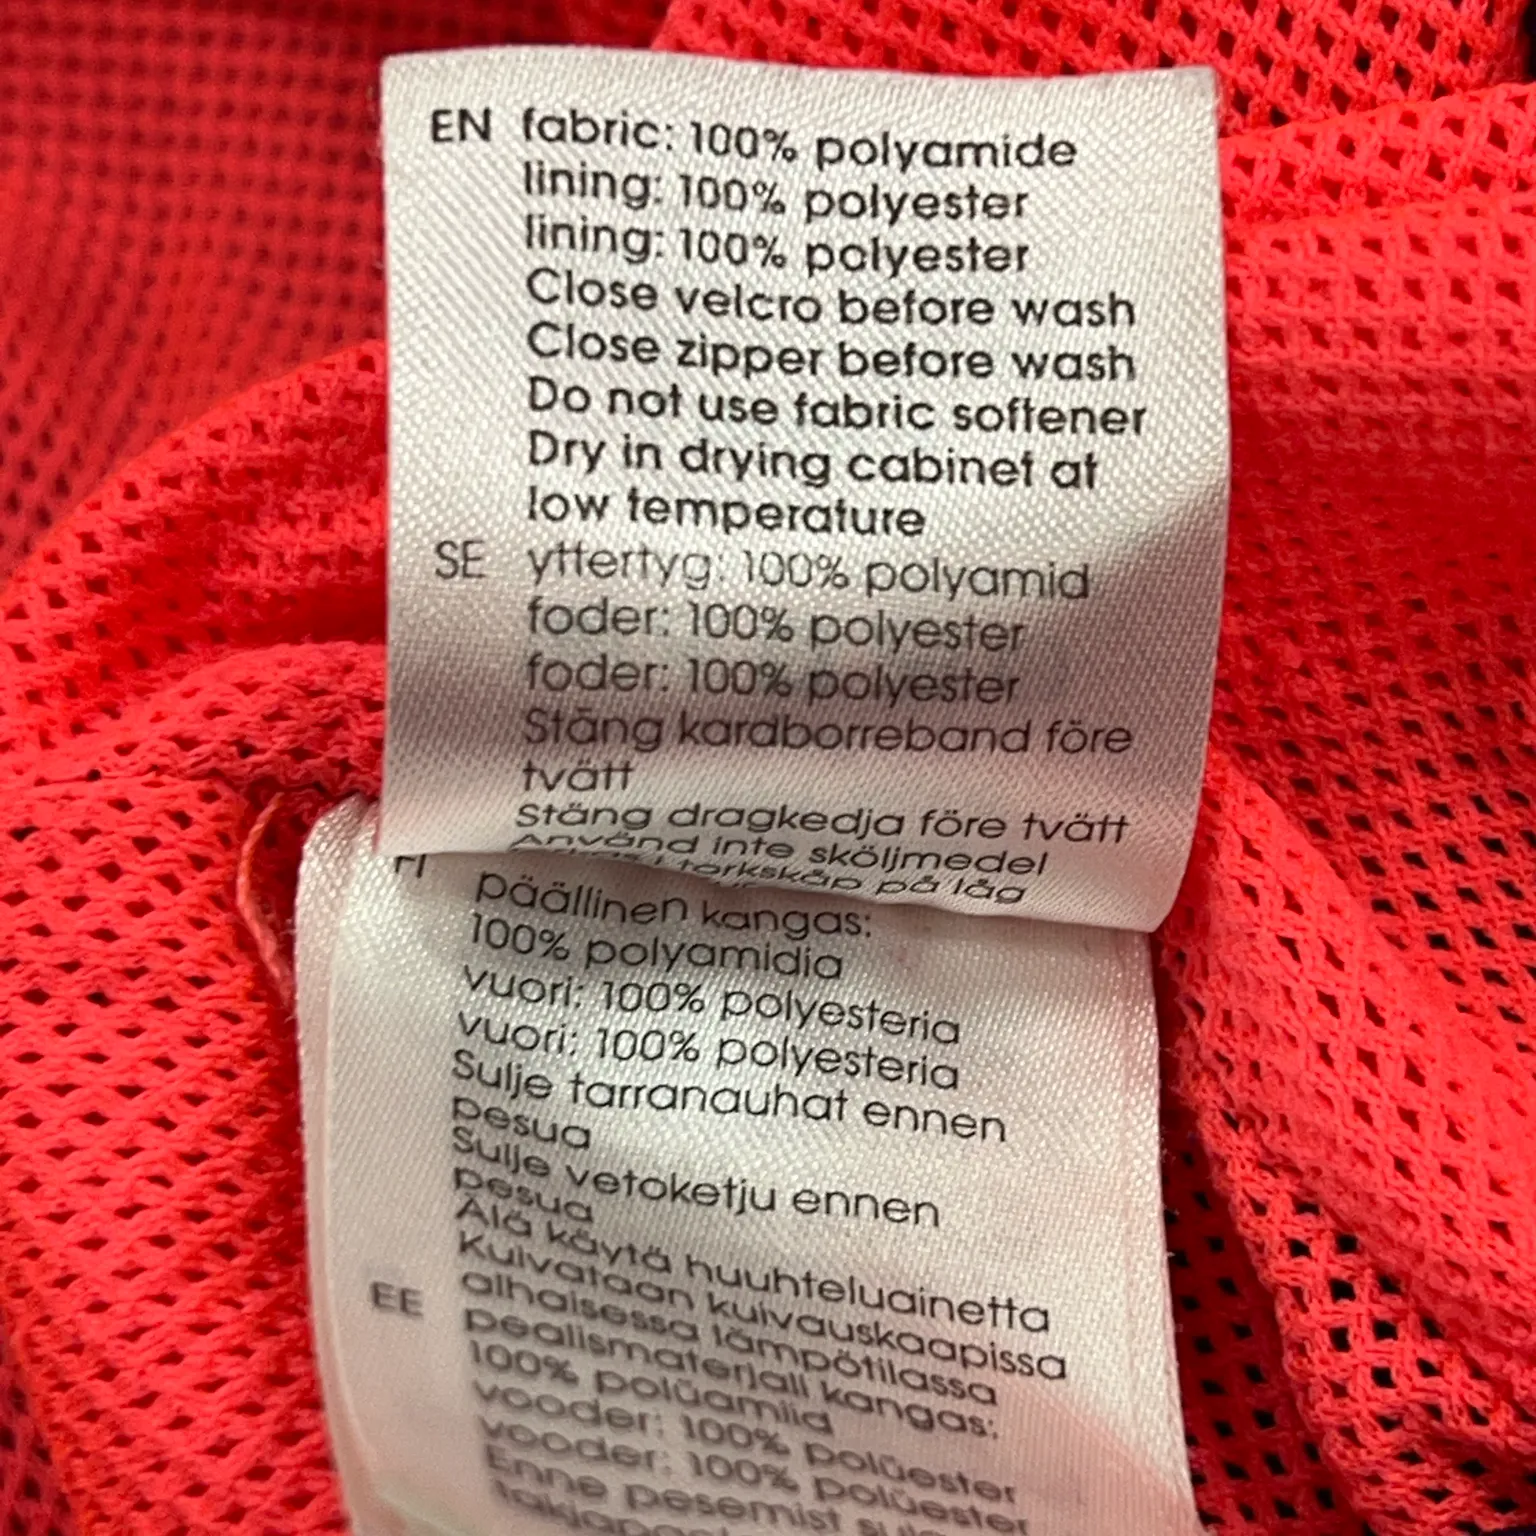 EN fabric: 100% polyamide
lining: 100% polyester
lining: 100% polyester
Close velcro before wash
Close zipper before wash
Do not use fabric softener
Dry in drying cabinet at
low temperature
SE yttertyg: 100% polyamid
foder: 100% polyester
foder: 100% polyester
Stäng kardborreband före
tvätt
Stäng dragkedja före tvätt
Använd inte sköljmedel
torkskåp på låg
FI päällinen kangas:
100% polyamidia
vuori: 100% polyesteria
vuori: 100% polyesteria
Sulje tarranauhat ennen
pesua
Sulje vetoketju ennen
pesua
Älä käytä huuhteluainetta
Kuivataan kuivauskaapissa
alhaisessa lämpötilassa
EE pealismaterjali kangas:
100% polüamiid
vooder: 100% polüester
vooder: 100% polüester
Enne pesemist